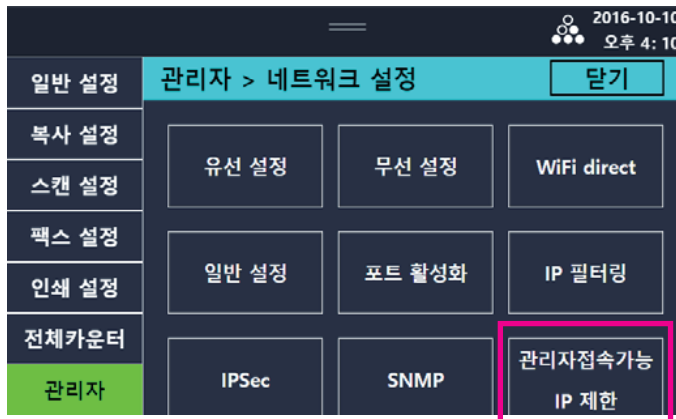 2016-10-10
오후 4: 10
일반 설정
관리자 > 네트워크 설정
닫기
복사 설정
스캔 설정
팩스 설정
인쇄 설정
전체카운터
관리자
유선 설정
무선 설정
WiFi direct
일반 설정
포트 활성화
IP 필터링
IPSec
SNMP
관리자접속가능
IP 제한